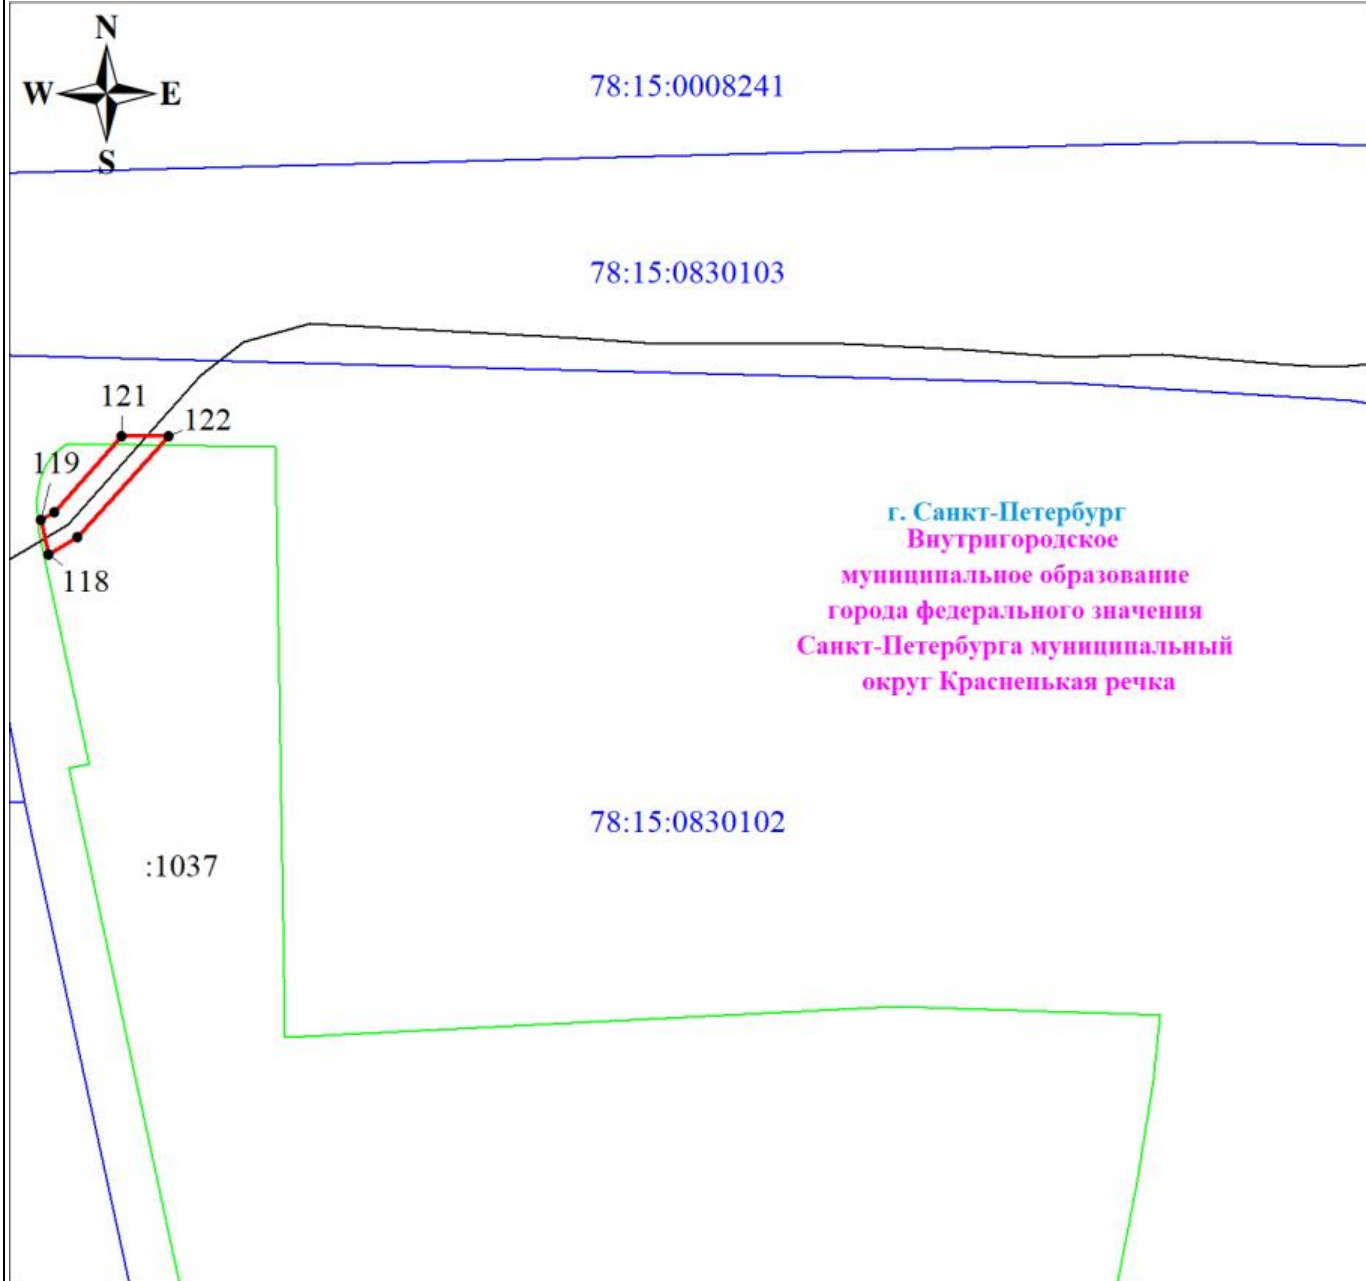 N
W E
S
78:15:0008241
78:15:0830103
121
122
119
118
г. Санкт-Петербург
Внутригородское
муниципальное образование
города федерального значения
Санкт-Петербурга муниципальный
округ Красненькая речка
78:15:0830102
:1037